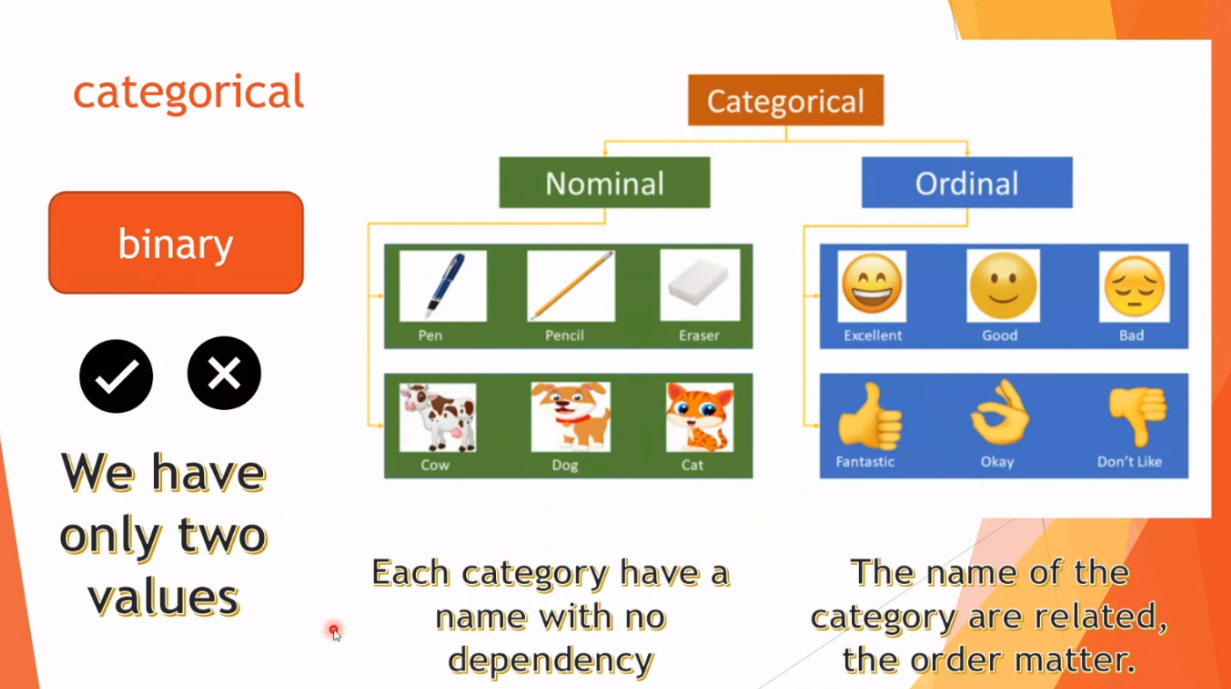 categorical
binary
We have
only two
values
Categorical
Nominal
Ordinal
Pen
Pencil
Eraser
Cow
Dog
Cat
Excellent
Good
Bad
Fantastic
Okay
Don't Like
Each category have a
name with no
dependency
The name of the
category are related,
the order matter.